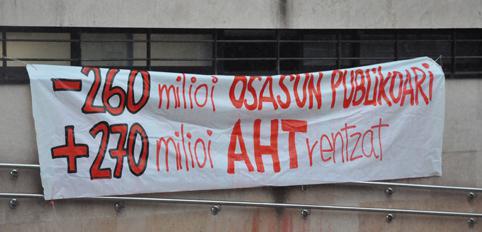 -260 milioi OSASUN PUBLIKOARI
+270 milioi AHTrentzat